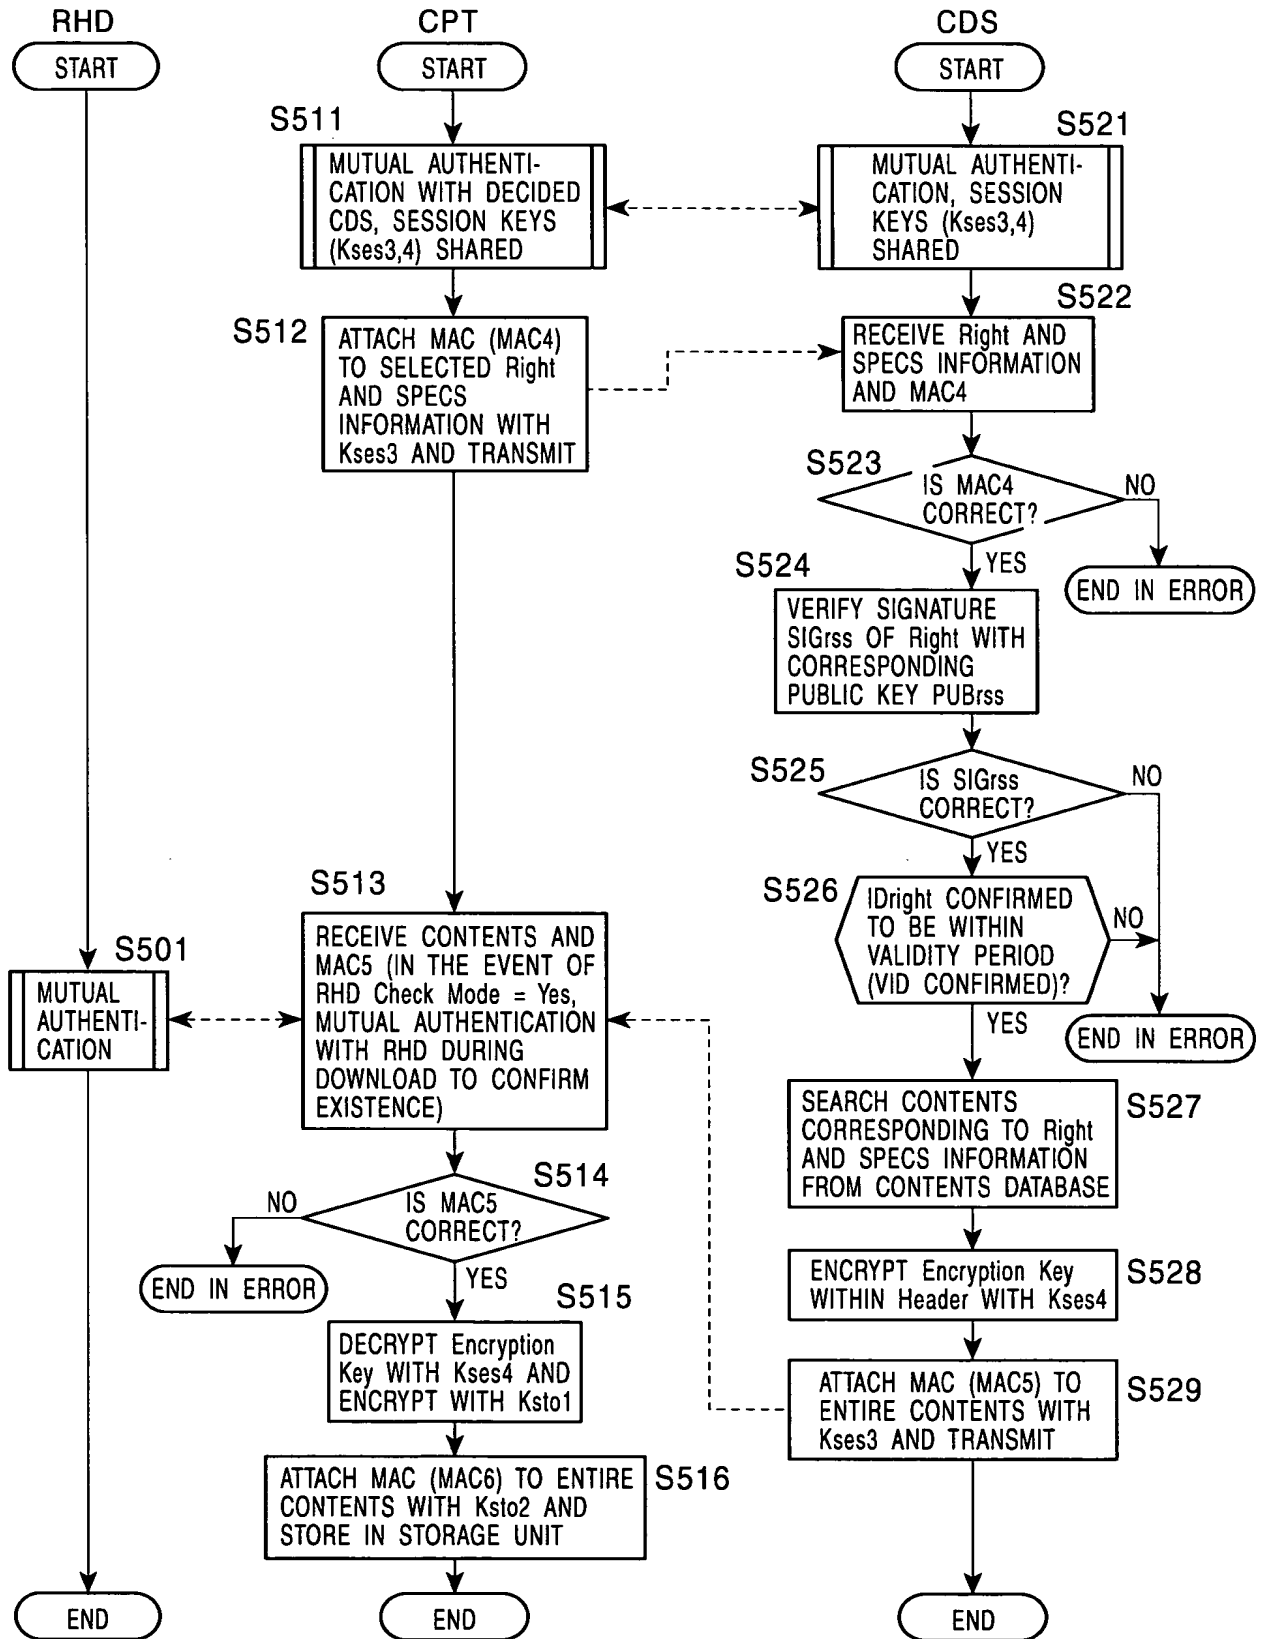 RHD
CPT
CDS
START
START
START
S511
MUTUAL AUTHENTI-
CATION WITH DECIDED
CDS, SESSION KEYS
(Kses3,4) SHARED
S521
MUTUAL AUTHENTI-
CATION, SESSION
KEYS (Kses3,4)
SHARED
S512
ATTACH MAC (MAC4)
TO SELECTED Right
AND SPECS
INFORMATION WITH
Kses3 AND TRANSMIT
S522
RECEIVE Right AND
SPECS INFORMATION
AND MAC4
S523
IS MAC4
CORRECT?
NO
YES
END IN ERROR
S524
VERIFY SIGNATURE
SIGrss OF Right WITH
CORRESPONDING
PUBLIC KEY PUBrss
S525
IS SIGrss
CORRECT?
NO
YES
S526
IDright CONFIRMED
TO BE WITHIN
VALIDITY PERIOD
(VID CONFIRMED)?
NO
YES
END IN ERROR
S501
MUTUAL
AUTHENTI-
CATION
S513
RECEIVE CONTENTS AND
MAC5 (IN THE EVENT OF
RHD Check Mode = Yes,
MUTUAL AUTHENTICATION
WITH RHD DURING
DOWNLOAD TO CONFIRM
EXISTENCE)
S527
SEARCH CONTENTS
CORRESPONDING TO Right
AND SPECS INFORMATION
FROM CONTENTS DATABASE
S514
IS MAC5
CORRECT?
NO
YES
END IN ERROR
S528
ENCRYPT Encryption Key
WITHIN Header WITH Kses4
S515
DECRYPT Encryption
Key WITH Kses4 AND
ENCRYPT WITH Ksto1
S529
ATTACH MAC (MAC5) TO
ENTIRE CONTENTS WITH
Kses3 AND TRANSMIT
S516
ATTACH MAC (MAC6) TO ENTIRE
CONTENTS WITH Ksto2 AND
STORE IN STORAGE UNIT
END
END
END